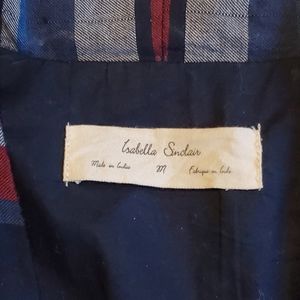 Isabella Sinclair
Made in India M Fabriqué en Inde